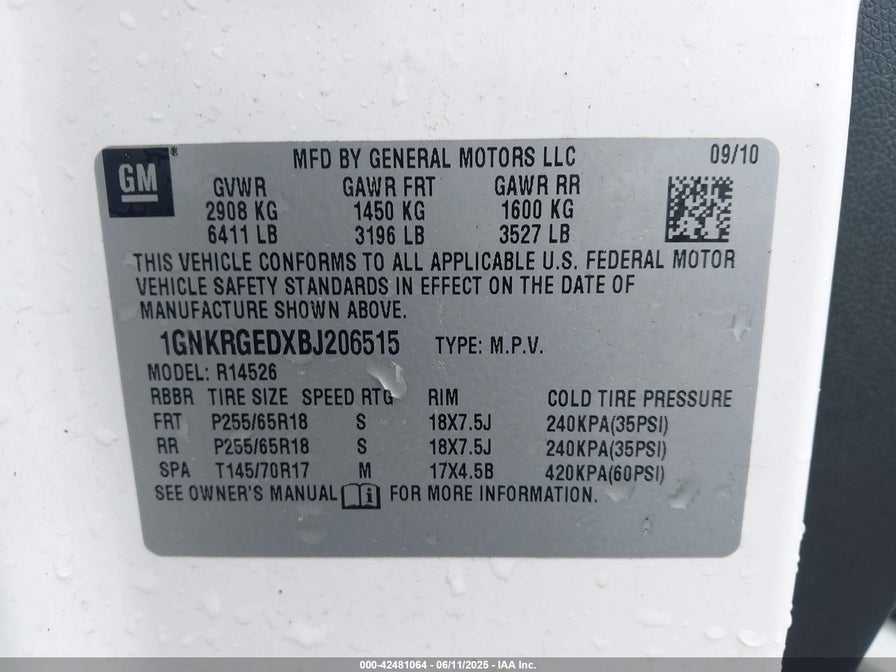 GM®
MFD BY GENERAL MOTORS LLC 09/10
GVWR GAWR FRT GAWR RR
2908 KG 1450 KG 1600 KG
6411 LB 3196 LB 3527 LB
THIS VEHICLE CONFORMS TO ALL APPLICABLE U.S. FEDERAL MOTOR
VEHICLE SAFETY STANDARDS IN EFFECT ON THE DATE OF
MANUFACTURE SHOWN ABOVE.
1GNKRGEDXBJ206515 TYPE: M.P.V.
MODEL: R14526
RBBR TIRE SIZE SPEED RTG RIM COLD TIRE PRESSURE
FRT P255/65R18 S 18X7.5J 240KPA(35PSI)
RR P255/65R18 S 18X7.5J 240KPA(35PSI)
SPA T145/70R17 M 17X4.5B 420KPA(60PSI)
SEE OWNER'S MANUAL i FOR MORE INFORMATION.
000-42481064 - 06/11/2025 - IAA Inc.